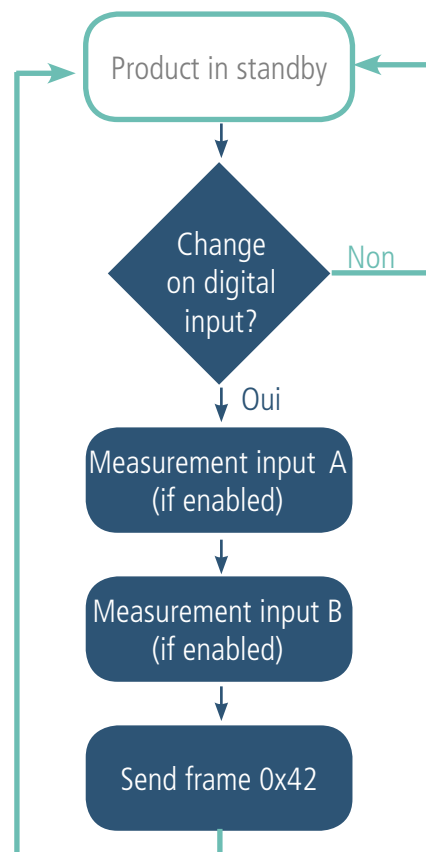 Product in standby
Change
on digital
input?
Non
Oui
Measurement input A
(if enabled)
Measurement input B
(if enabled)
Send frame 0x42